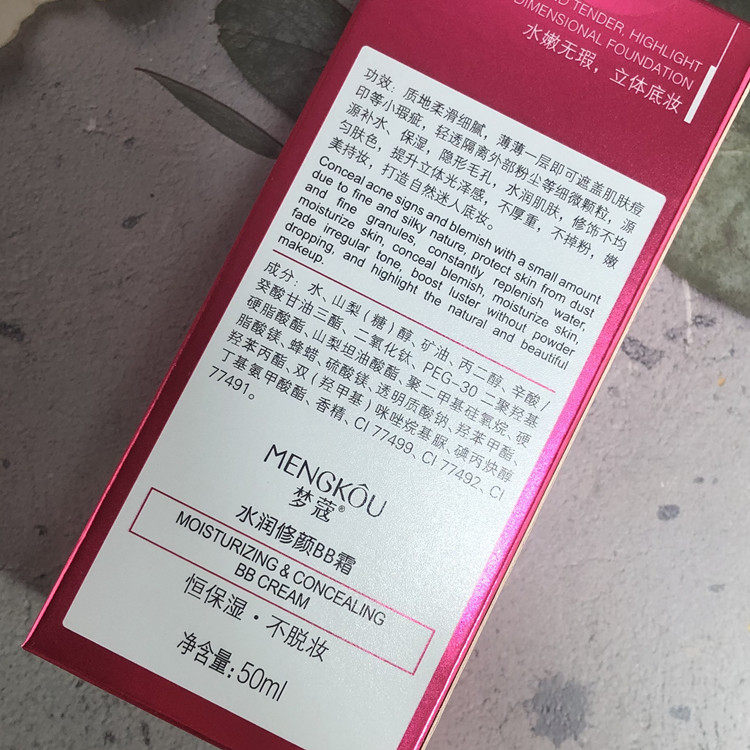 ND TENDER, HIGHLIGHT
DIMENSIONAL FOUNDATION
水嫩无瑕，立体底妆
功效：质地柔滑细腻，薄薄一层即可遮盖肌肤痘
印等小瑕疵，轻透隔离外部粉尘等细微颗粒，源
源补水、保湿，隐形毛孔，水润肌肤，修饰不均
匀肤色，提升立体光泽感，不厚重，不掉粉，嫩
美持妆，打造自然迷人底妆。
Conceal acne signs and blemish with a small amount
due to fine and silky nature, protect skin from dust
and fine granules, constantly replenish water,
moisturize skin, conceal blemish, moisturize skin,
fade irregular tone, boost luster without powder
dropping, and highlight the natural and beautiful
makeup.
成分：水、山梨（糖）醇、矿油、丙二醇、辛酸/
癸酸甘油三酯、二氧化钛、PEG-30 二聚羟基
硬脂酸酯、山梨坦油酸酯、聚二甲基硅氧烷、硬
脂酸镁、蜂蜡、硫酸镁、透明质酸钠、羟苯甲酯、
羟苯丙酯、双（羟甲基）咪唑烷基脲、碘丙炔醇
丁基氨甲酸酯、香精、CI 77499、CI 77492、CI
77491。
MENGKOU
梦蔻®
水润修颜BB霜
MOISTURIZING & CONCEALING
BB CREAM
恒保湿·不脱妆
净含量:50ml